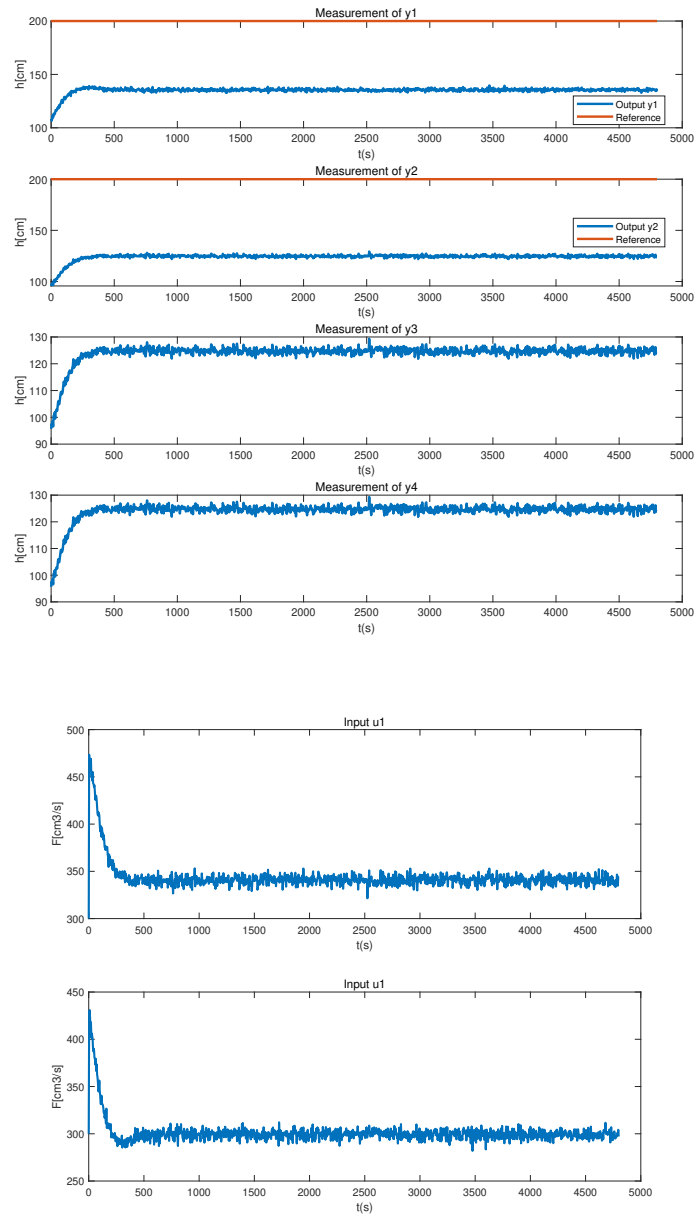 Measurement of y1
200
150
100
h[cm]
Output y1
Reference
0 500 1000 1500 2000 2500 3000 3500 4000 4500 5000
t(s)
Measurement of y2
200
150
100
h[cm]
Output y2
Reference
0 500 1000 1500 2000 2500 3000 3500 4000 4500 5000
t(s)
Measurement of y3
130
120
110
100
90
h[cm]
0 500 1000 1500 2000 2500 3000 3500 4000 4500 5000
t(s)
Measurement of y4
130
120
110
100
90
h[cm]
0 500 1000 1500 2000 2500 3000 3500 4000 4500 5000
t(s)
Input u1
500
450
400
350
300
F[cm3/s]
0 500 1000 1500 2000 2500 3000 3500 4000 4500 5000
t(s)
Input u1
450
400
350
300
250
F[cm3/s]
0 500 1000 1500 2000 2500 3000 3500 4000 4500 5000
t(s)